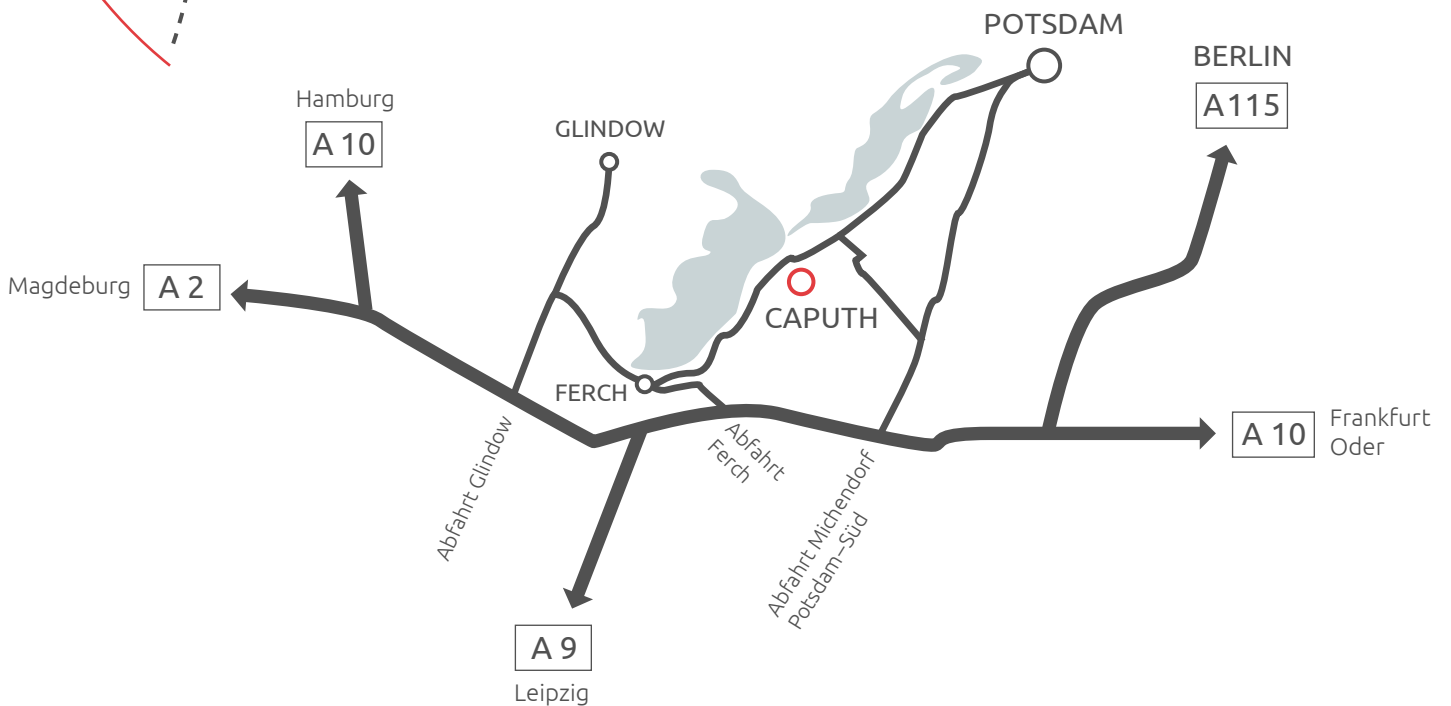 POTSDAM
BERLIN
A115
Hamburg
A 10
GLINDOW
Magdeburg
A 2
CAPUTH
FERCH
Abfahrt Glindow
Abfahrt
Ferch
Abfahrt Michendorf
Potsdam–Süd
A 10
Frankfurt
Oder
A 9
Leipzig